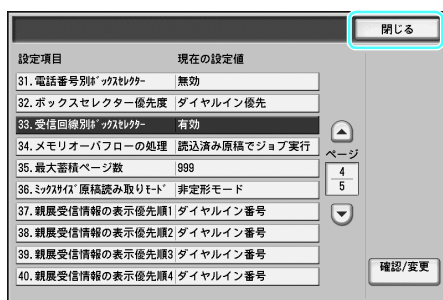 閉じる
設定項目 現在の設定値
31.電話番号別ﾎﾞｯｸｽｾﾚｸﾀｰ 無効
32.ボックスセレクター優先度 ダイヤルイン優先
33.受信回線別ﾎﾞｯｸｽｾﾚｸﾀｰ 有効
34.メモリオーバフローの処理 読込済み原稿でジョブ実行
35.最大蓄積ページ数 999
36.ﾐｯｸｽｻｲｽﾞ原稿読み取りﾓｰﾄﾞ 非定形モード
37.親展受信情報の表示優先順1 ダイヤルイン番号
38.親展受信情報の表示優先順2 ダイヤルイン番号
39.親展受信情報の表示優先順3 ダイヤルイン番号
40.親展受信情報の表示優先順4 ダイヤルイン番号
ページ
4
5
確認/変更